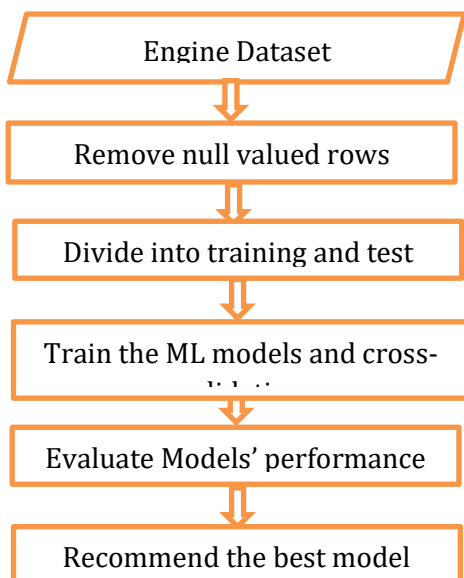 Engine Dataset
Remove null valued rows
Divide into training and test
Train the ML models and cross-
Evaluate Models’ performance
Recommend the best model